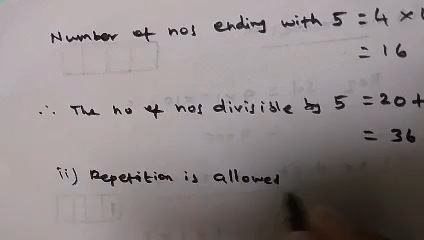 Number of nos ending with 5 = 4 ×
= 16
∴ The no of nos divisible by 5 = 20 +
= 36
ii) Repetition is allowed